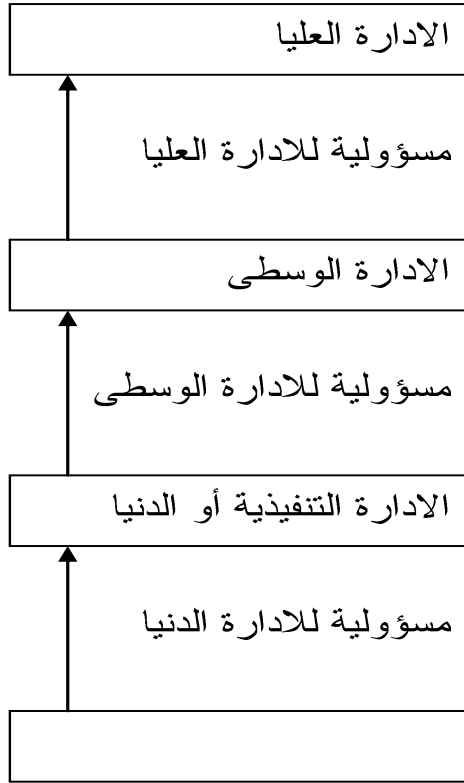 الادارة العليا
مسؤولية للادارة العليا
الادارة الوسطى
مسؤولية للادارة الوسطى
الادارة التنفيذية أو الدنيا
مسؤولية للادارة الدنيا